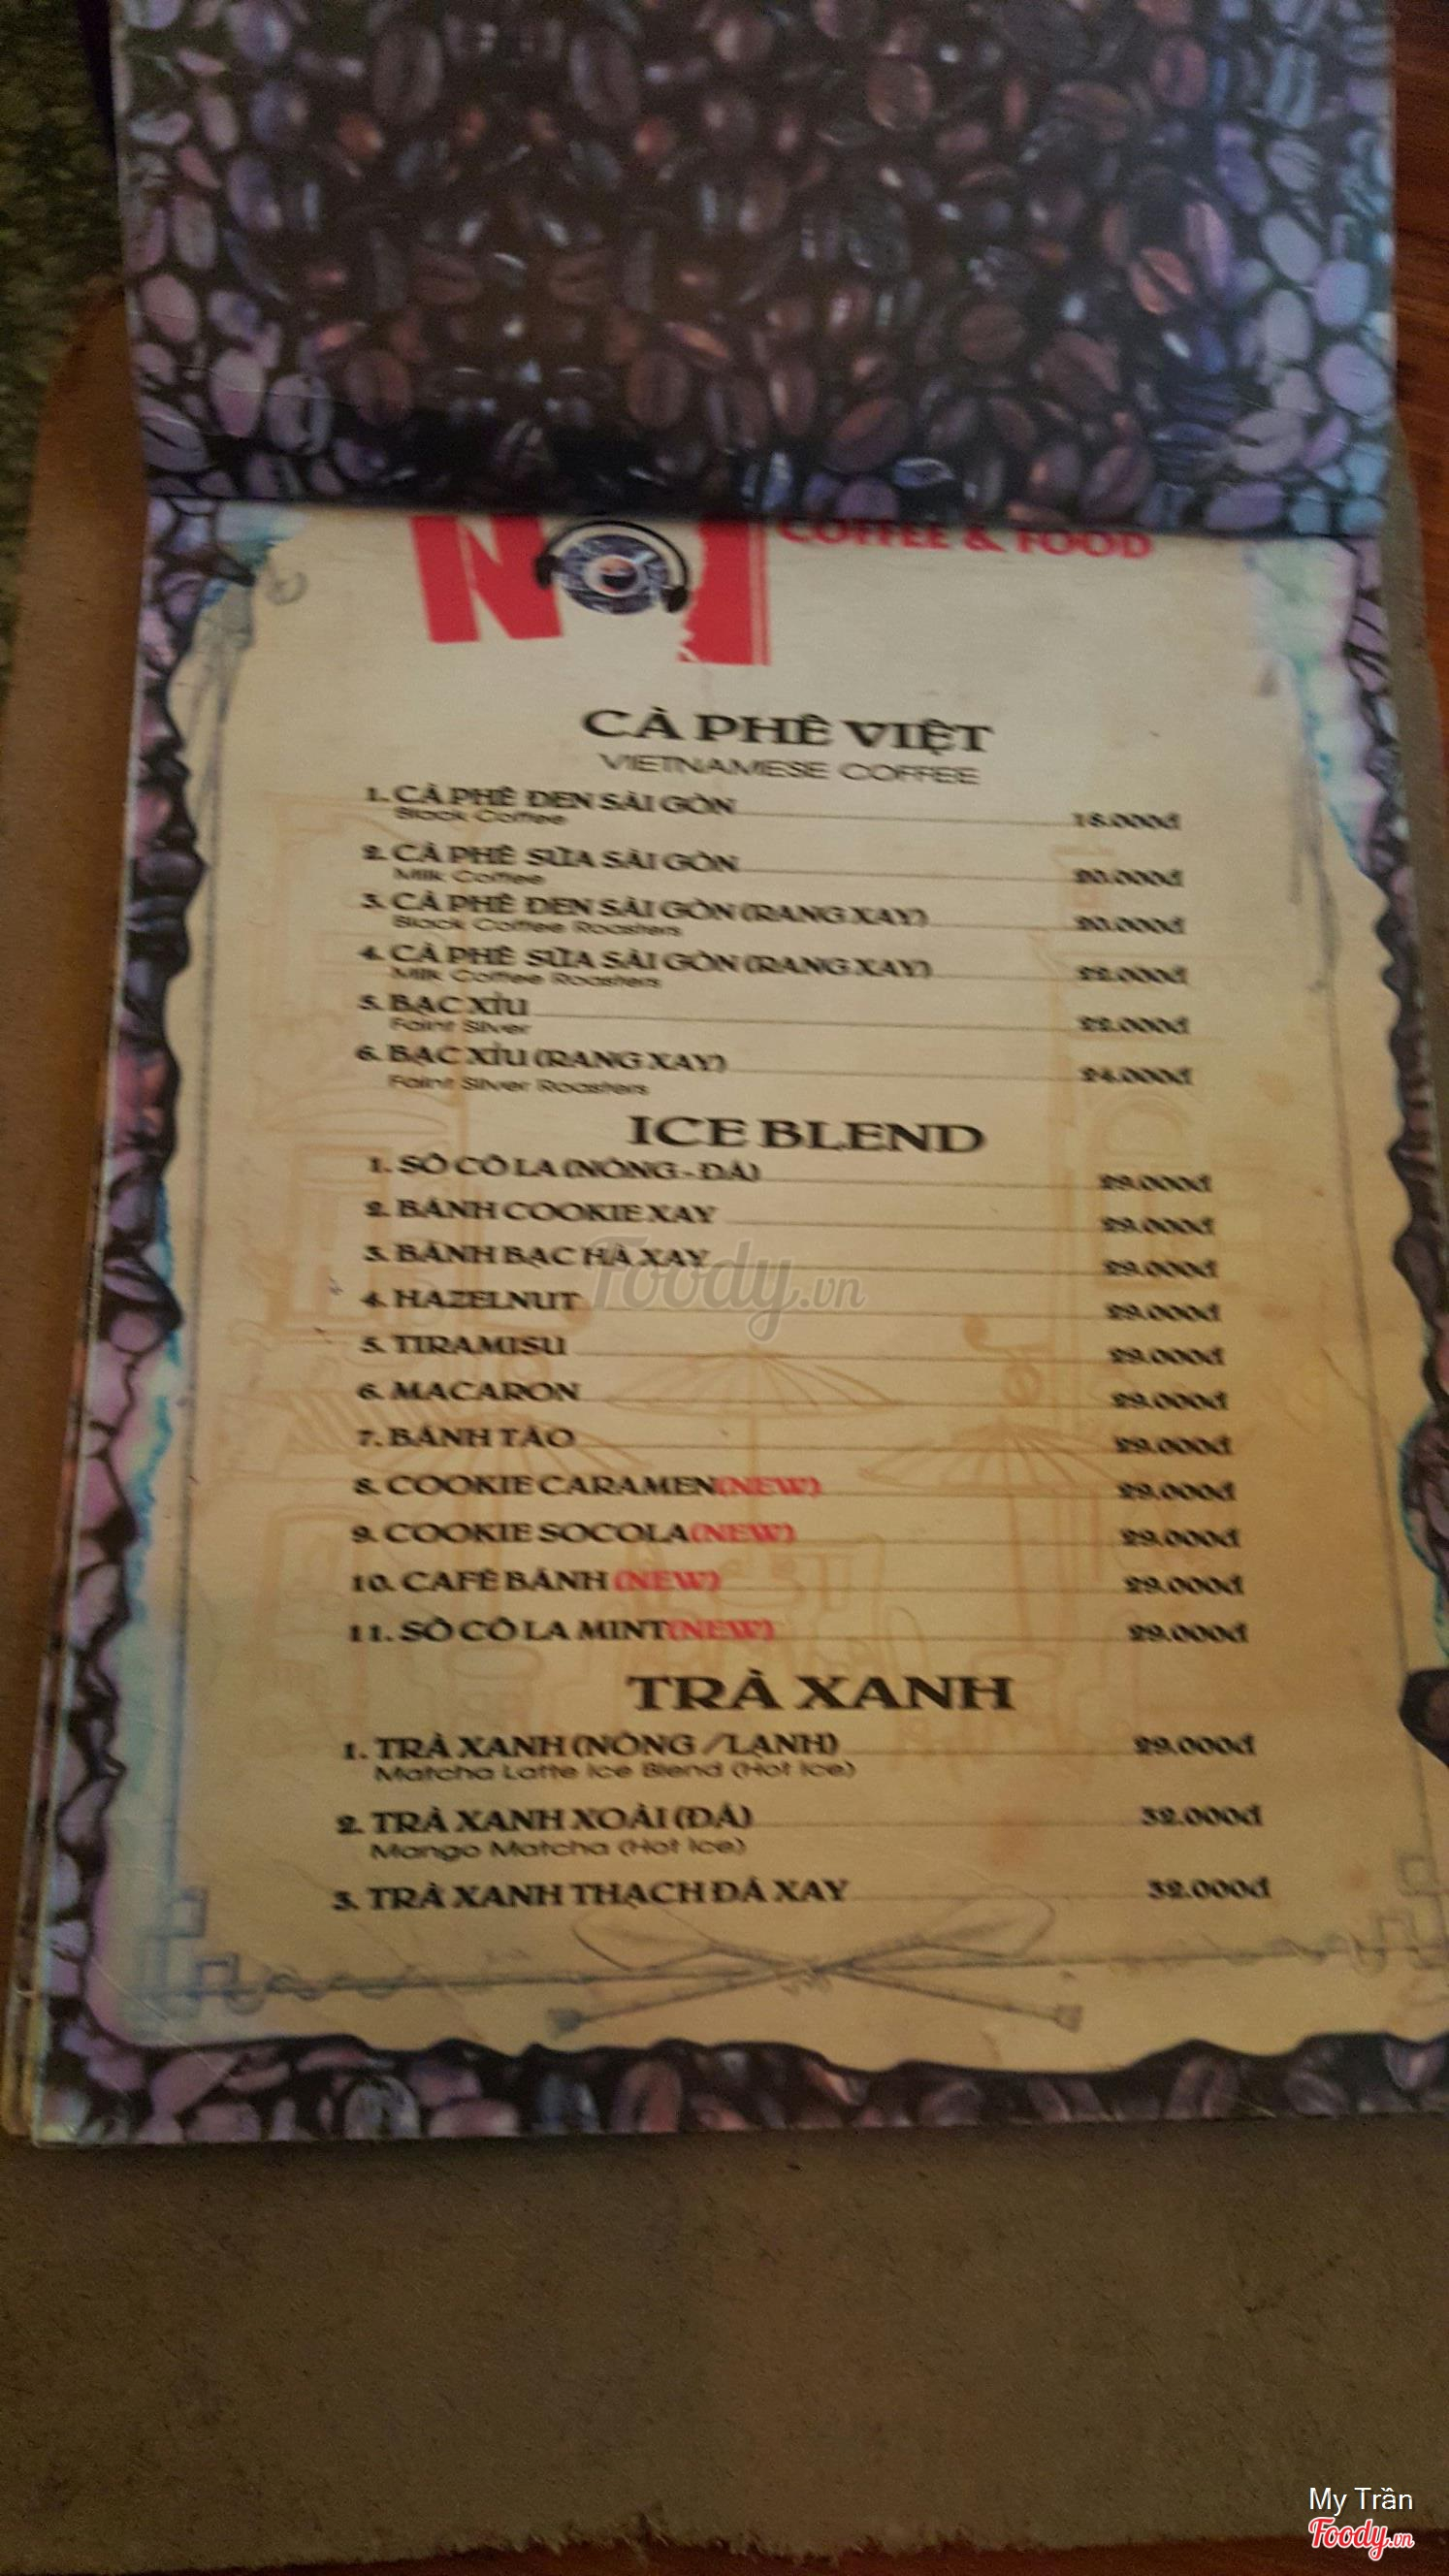 NO1
COFFEE & FOOD
CÀ PHÊ VIỆT
VIETNAMESE COFFEE
1. CÀ PHÊ ĐEN SÀI GÒN 18.000đ
Black Coffee
2. CÀ PHÊ SỮA SÀI GÒN 20.000đ
Milk Coffee
3. CÀ PHÊ ĐEN SÀI GÒN (RANG XAY) 20.000đ
Black Coffee Roasters
4. CÀ PHÊ SỮA SÀI GÒN (RANG XAY) 22.000đ
Milk Coffee Roasters
5. BẠC XỈU 22.000đ
Faint Silver
6. BẠC XỈU (RANG XAY) 24.000đ
Faint Silver Roasters
ICE BLEND
1. SÔ CÔ LA (NÓNG - ĐÁ) 29.000đ
2. BÁNH COOKIE XAY 29.000đ
3. BÁNH BẠC HÀ XAY 29.000đ
4. HAZELNUT 29.000đ
5. TIRAMISU 29.000đ
6. MACARON 29.000đ
7. BÁNH TÁO 29.000đ
8. COOKIE CARAMEN(NEW) 29.000đ
9. COOKIE SOCOLA(NEW) 29.000đ
10. CAFÉ BÁNH (NEW) 29.000đ
11. SÔ CÔ LA MINT(NEW) 29.000đ
TRÀ XANH
1. TRÀ XANH (NÓNG / LẠNH) 29.000đ
Matcha Latte Ice Blend (Hot Ice)
2. TRÀ XANH XOÀI (ĐÁ) 32.000đ
Mango Matcha (Hot Ice)
3. TRÀ XANH THẠCH ĐÁ XAY 32.000đ
Foody.vn
My Trần
Foody.vn